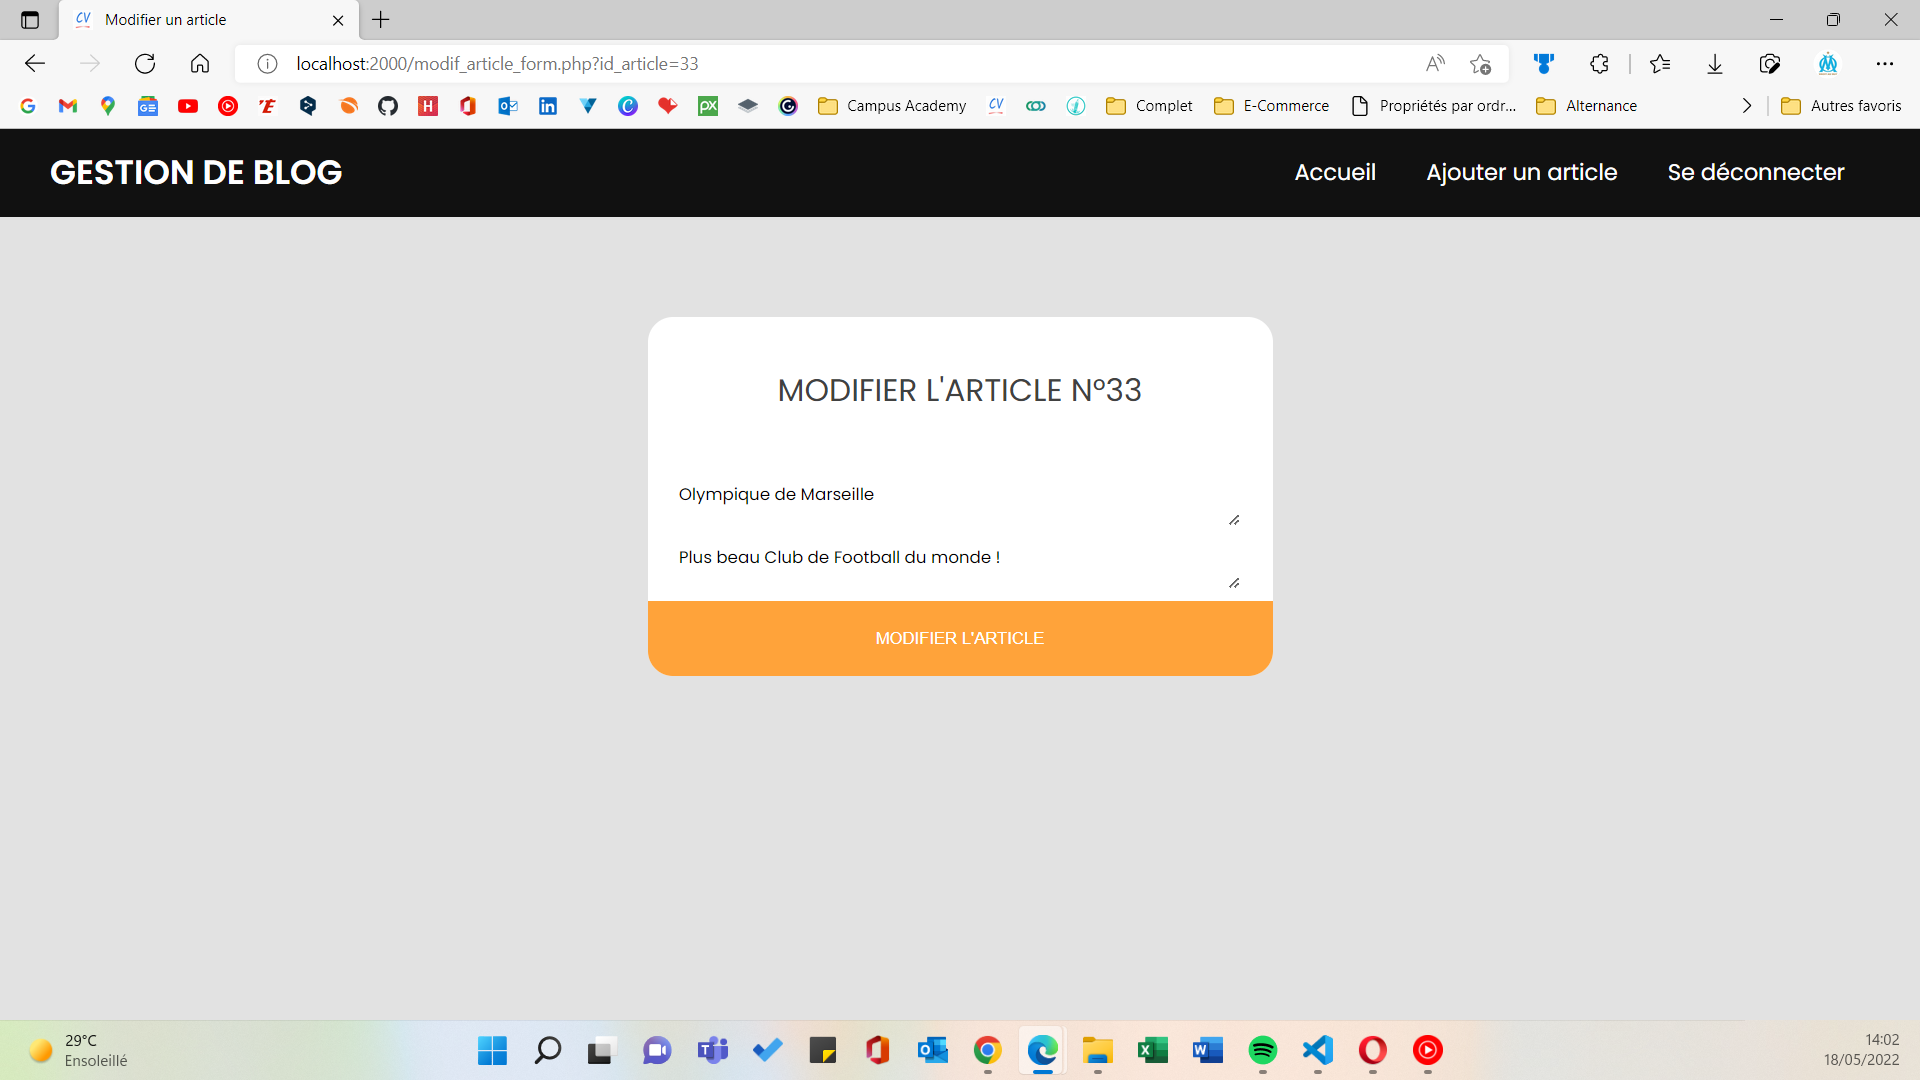 Modifier un article
localhost:2000/modif_article_form.php?id_article=33
Campus Academy
Complet
E-Commerce
Propriétés par ordr...
Alternance
Autres favoris
GESTION DE BLOG
Accueil
Ajouter un article
Se déconnecter
MODIFIER L'ARTICLE N°33
Olympique de Marseille
Plus beau Club de Football du monde !
MODIFIER L'ARTICLE
29°C
Ensoleillé
14:02
18/05/2022